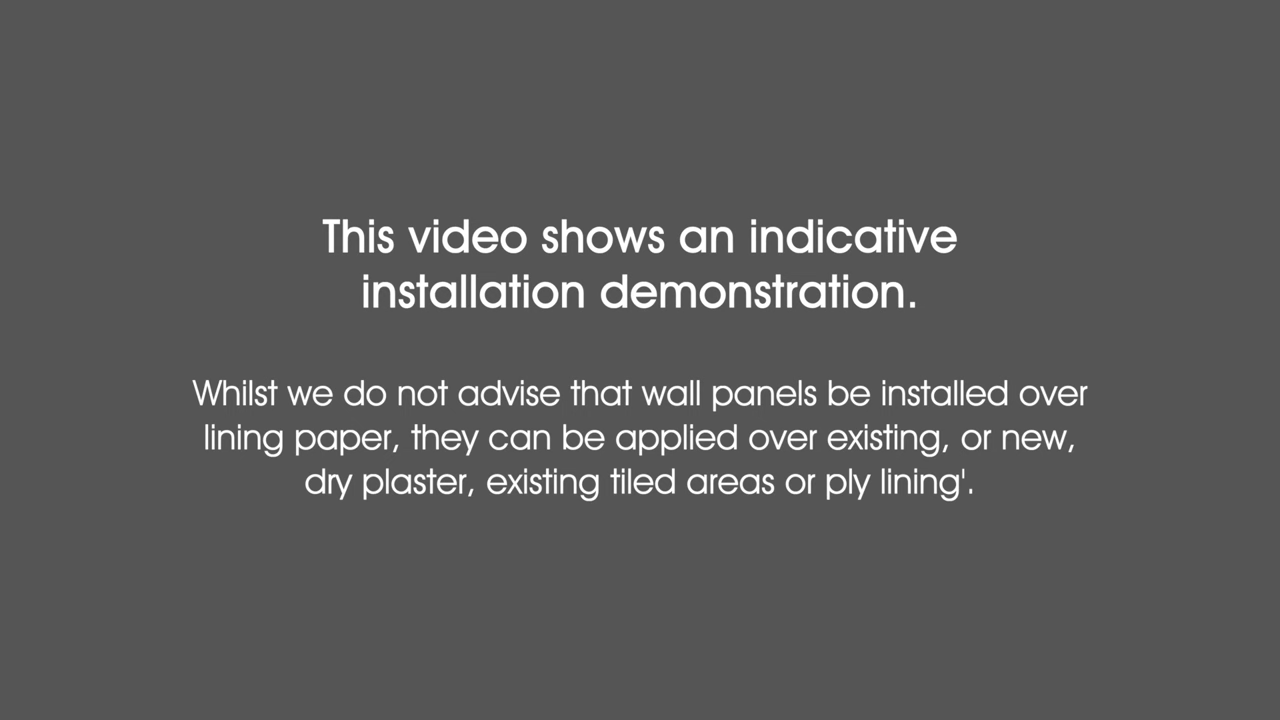 This video shows an indicative
installation demonstration.
Whilst we do not advise that wall panels be installed over
lining paper, they can be applied over existing, or new,
dry plaster, existing tiled areas or ply lining'.